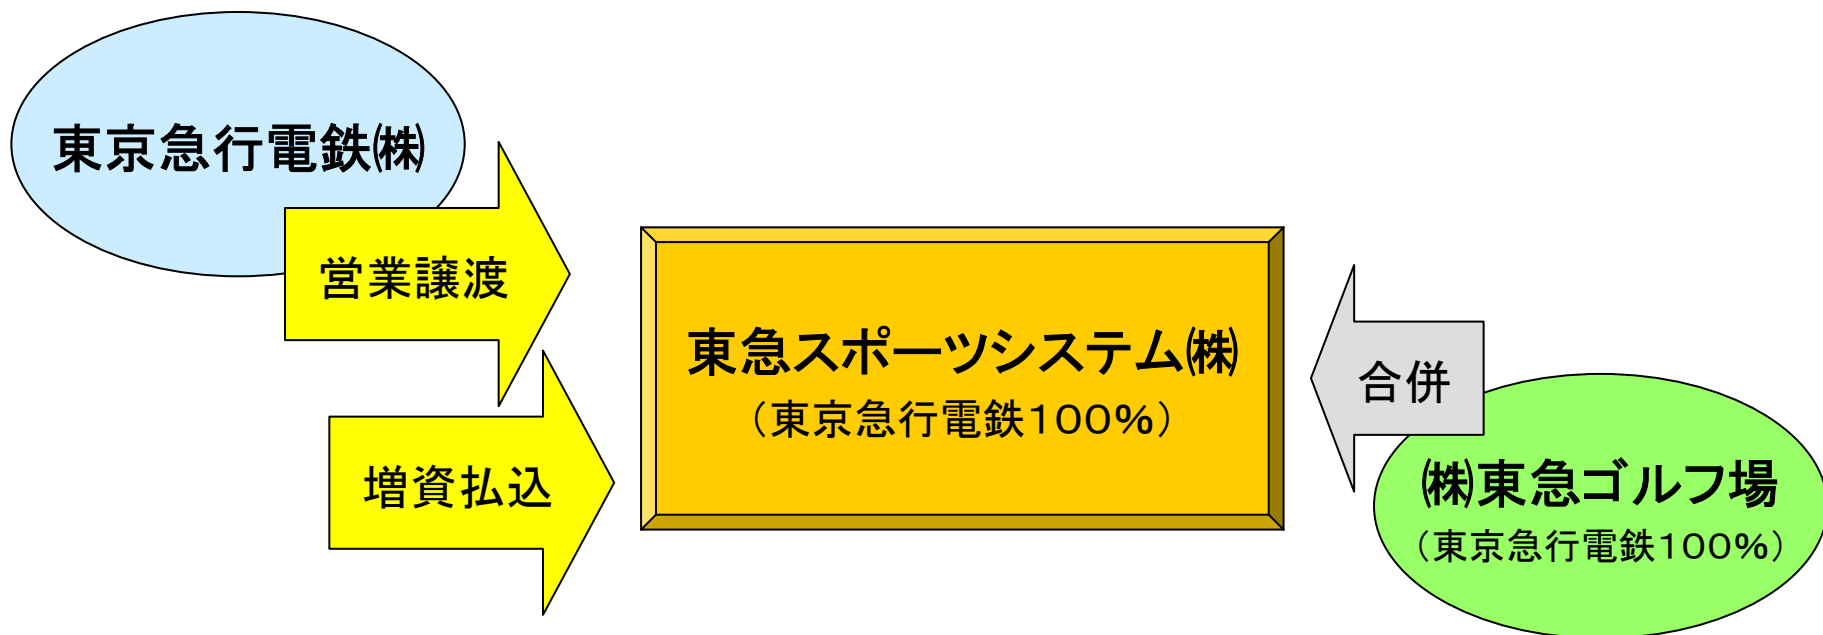 東京急行電鉄㈱
営業譲渡
増資払込
東急スポーツシステム㈱
（東京急行電鉄１００％）
合併
㈱東急ゴルフ場
（東京急行電鉄１００％）